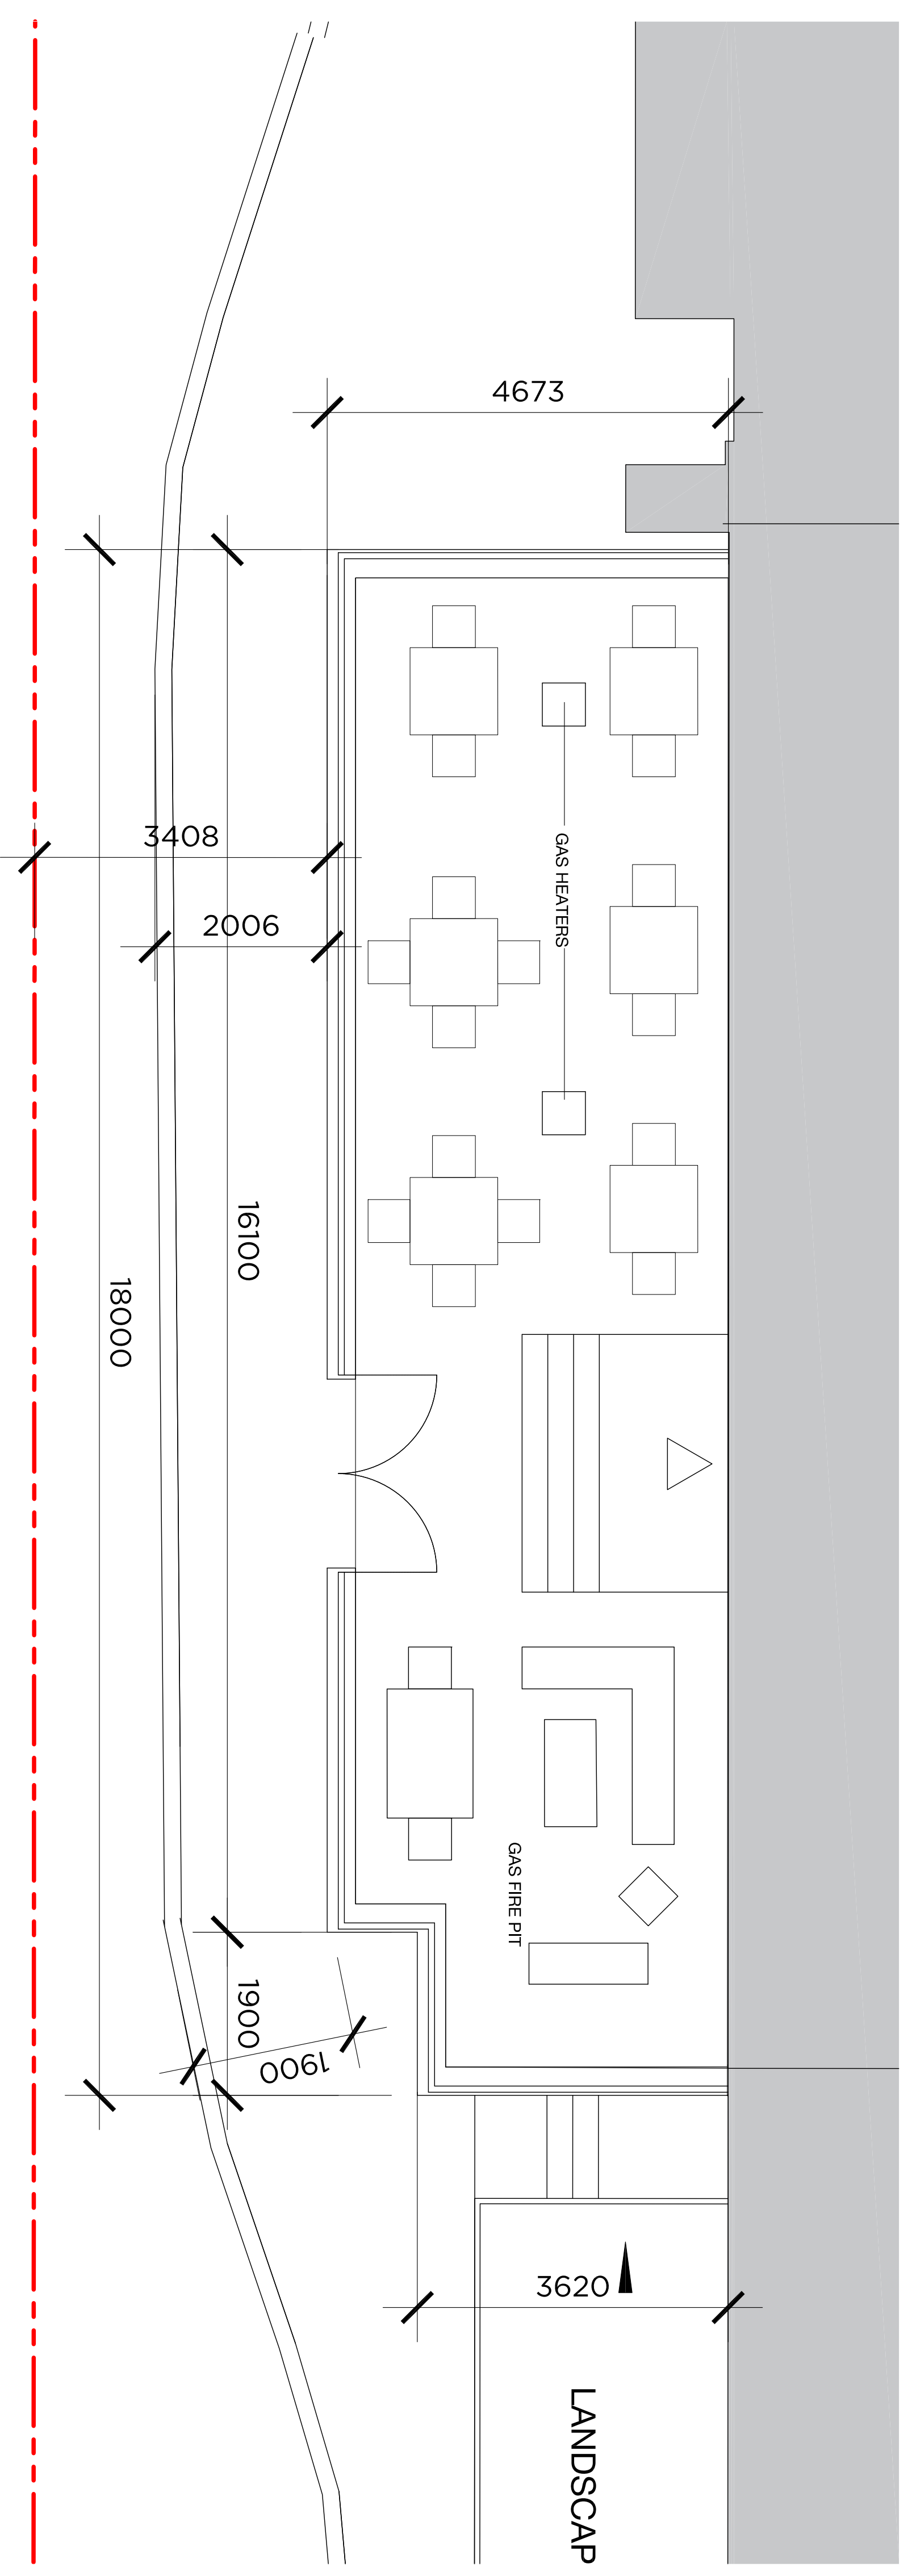 4673
3408
GAS HEATERS
2006
16100
18000
GAS FIRE PIT
1900
1900
3620
LANDSCAP